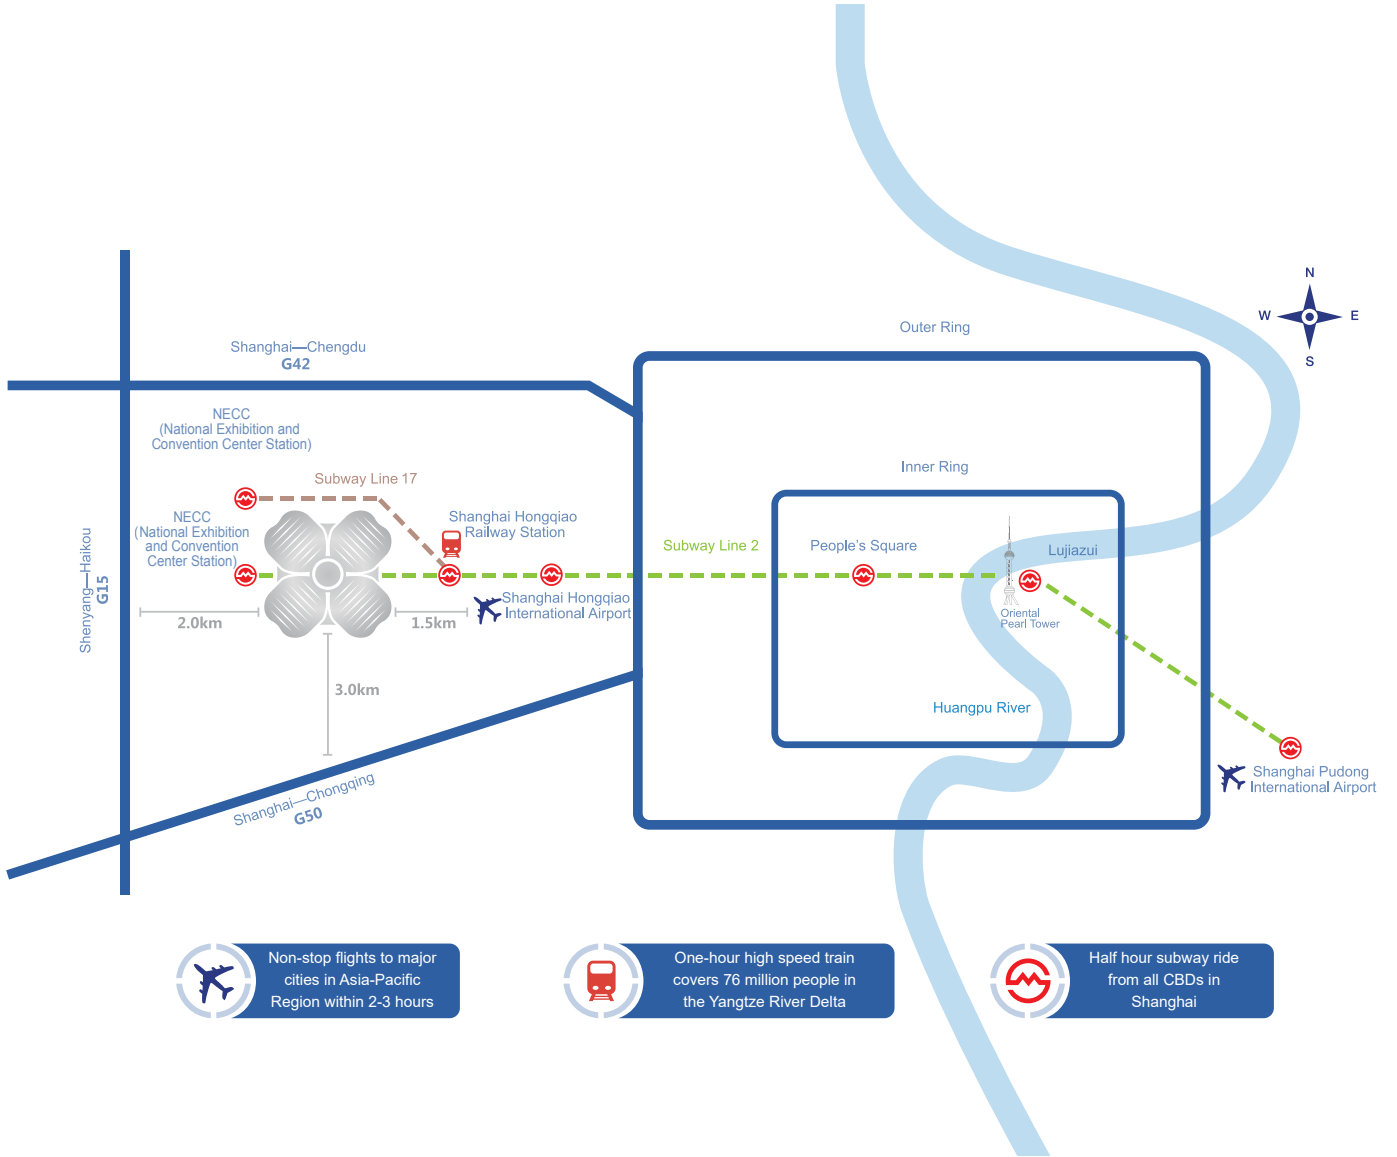 N
W
E
S
Outer Ring
Shanghai—Chengdu
G42
NECC
(National Exhibition and
Convention Center Station)
Inner Ring
Subway Line 17
NECC
(National Exhibition
and Convention
Center Station)
Shanghai Hongqiao
Railway Station
Subway Line 2
People's Square
Lujiazui
Shenyang—Haikou
G15
Shanghai Hongqiao
International Airport
2.0km
1.5km
Oriental
Pearl Tower
3.0km
Huangpu River
Shanghai Pudong
International Airport
Shanghai—Chongqing
G50
Non-stop flights to major
cities in Asia-Pacific
Region within 2-3 hours
One-hour high speed train
covers 76 million people in
the Yangtze River Delta
Half hour subway ride
from all CBDs in
Shanghai